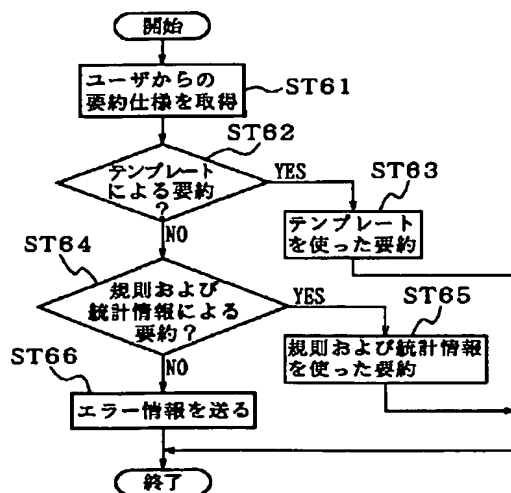 開始
ユーザからの
要約仕様を取得
ST61
ST62
テンプレート
による要約
?
YES
ST63
テンプレート
を使った要約
NO
ST64
規則および
統計情報による
要約?
YES
ST65
規則および統計情報
を使った要約
NO
ST66
エラー情報を送る
終了